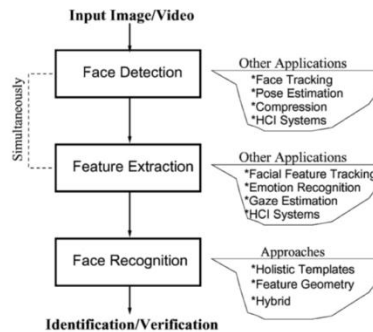 Input Image/Video
Face Detection
Simultaneously
Other Applications
*Face Tracking
*Pose Estimation
*Compression
*HCI Systems
Feature Extraction
Other Applications
*Facial Feature Tracking
*Emotion Recognition
*Gaze Estimation
*HCI Systems
Face Recognition
Approaches
*Holistic Templates
*Feature Geometry
*Hybrid
Identification/Verification